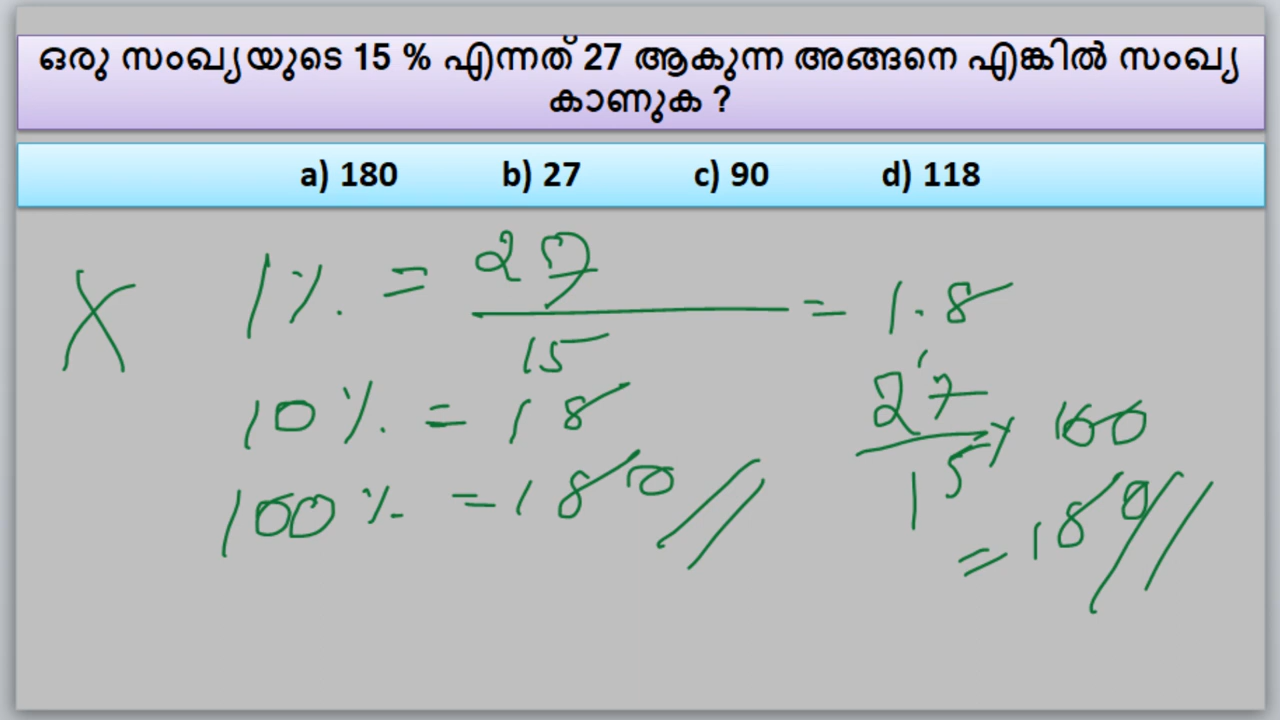 ഒരു സംഖ്യയുടെ 15 % എന്നത് 27 ആകുന്ന അങ്ങനെ എങ്കിൽ സംഖ്യ
കാണുക ?
a) 180 b) 27 c) 90 d) 118
X 1% = 27
15
= 1.8
10% = 18
100% = 180
27
15
× 100
= 180